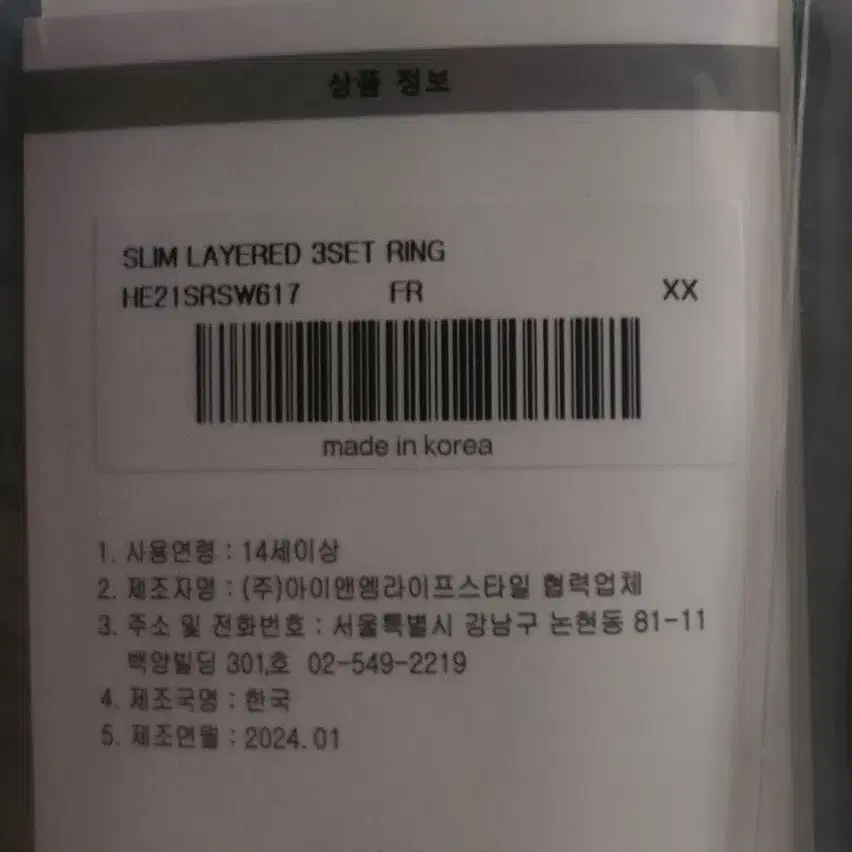 상품 정보
SLIM LAYERED 3SET RING
HE21SRSW617 FR XX
made in korea
1. 사용연령 : 14세이상
2. 제조자명 : (주)아이앤엠라이프스타일 협력업체
3. 주소 및 전화번호 : 서울특별시 강남구 논현동 81-11
백양빌딩 301,호 02-549-2219
4. 제조국명 : 한국
5. 제조연월 : 2024.01